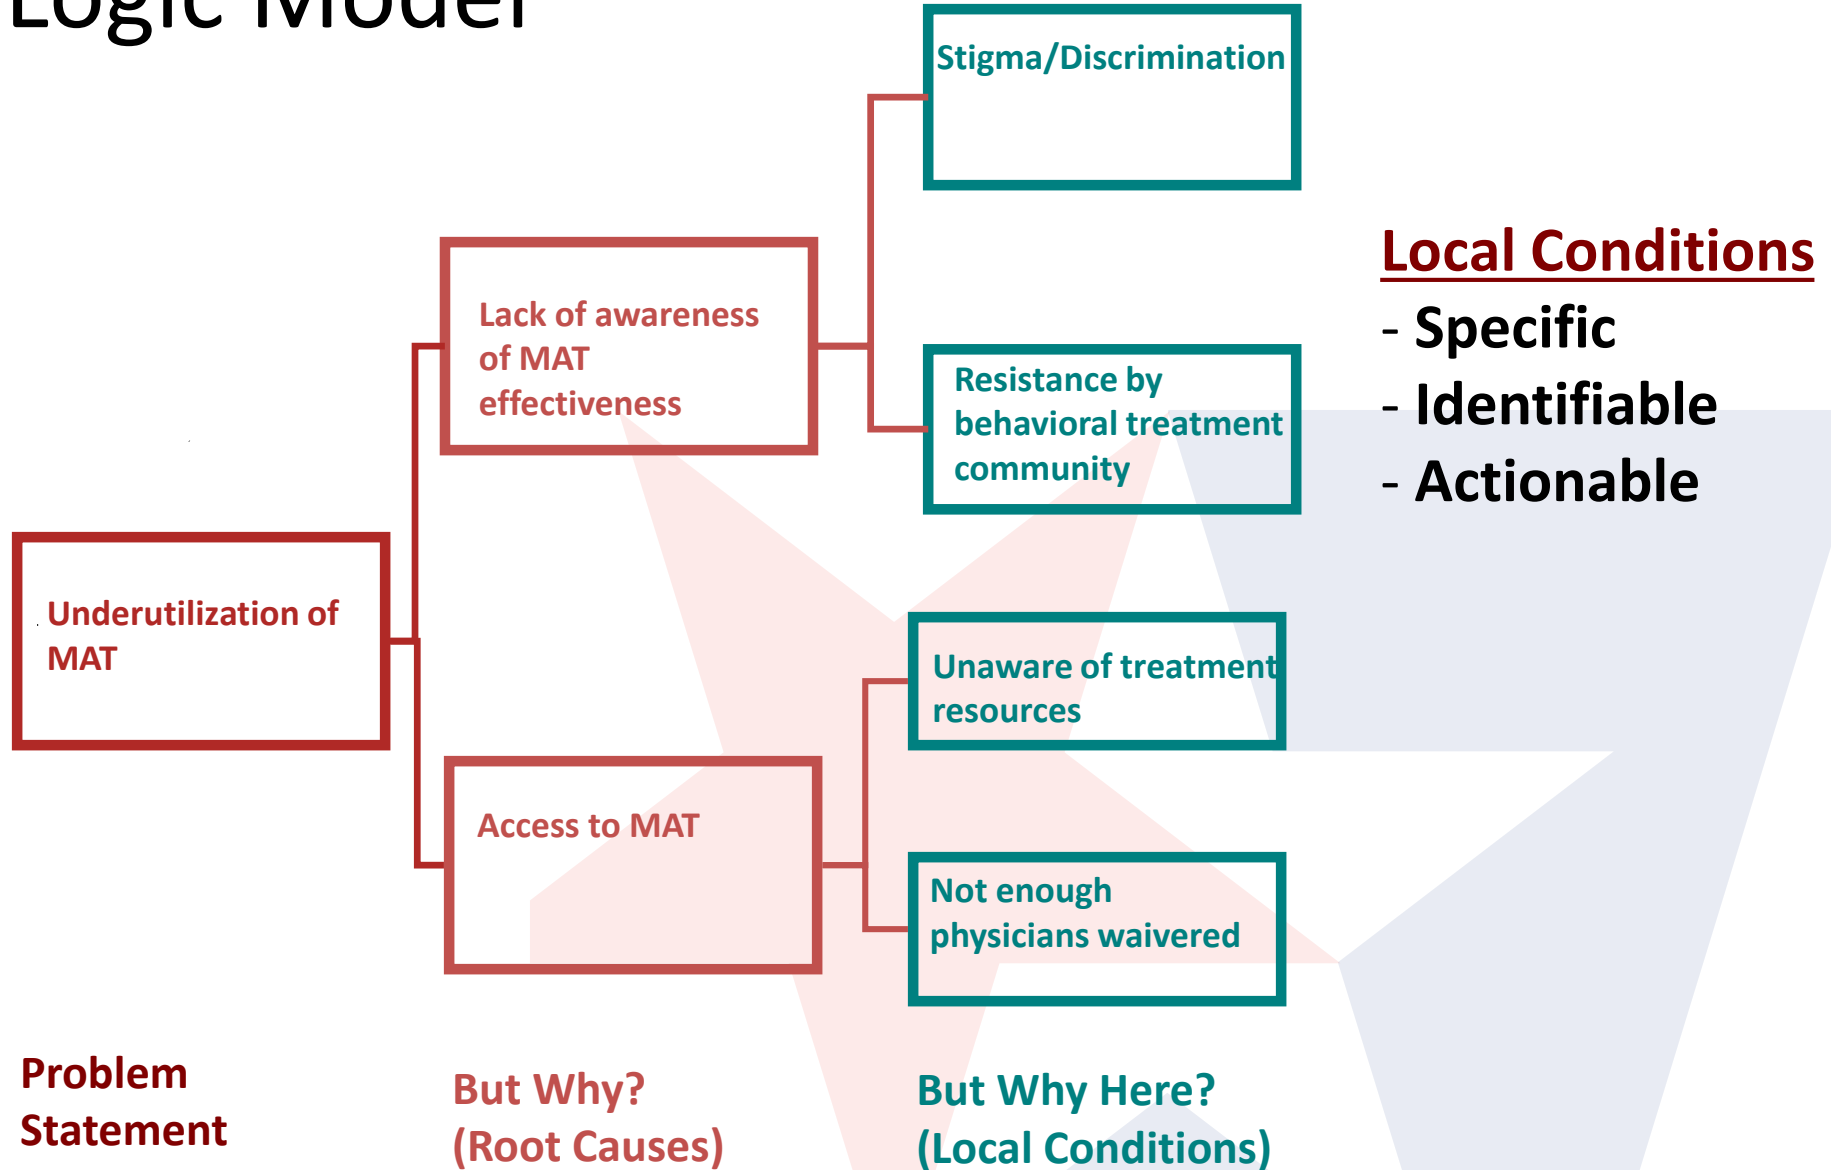 Logic Model
Stigma/Discrimination
Lack of awareness
of MAT
effectiveness
Resistance by
behavioral treatment
community
Local Conditions
- Specific
- Identifiable
- Actionable
Underutilization of
MAT
Unaware of treatment
resources
Access to MAT
Not enough
physicians waivered
Problem
Statement
But Why?
(Root Causes)
But Why Here?
(Local Conditions)